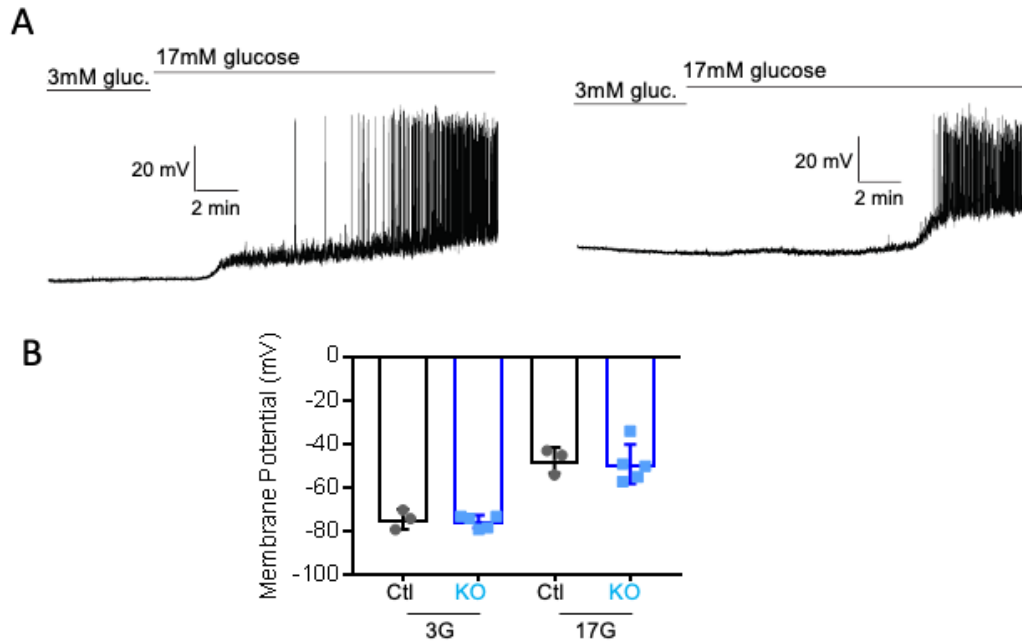 A
17mM glucose
3mM gluc.
20 mV
2 min
17mM glucose
3mM gluc.
20 mV
2 min
B
Membrane Potential (mV)
0
-20
-40
-60
-80
-100
Ctl KO Ctl KO
3G 17G